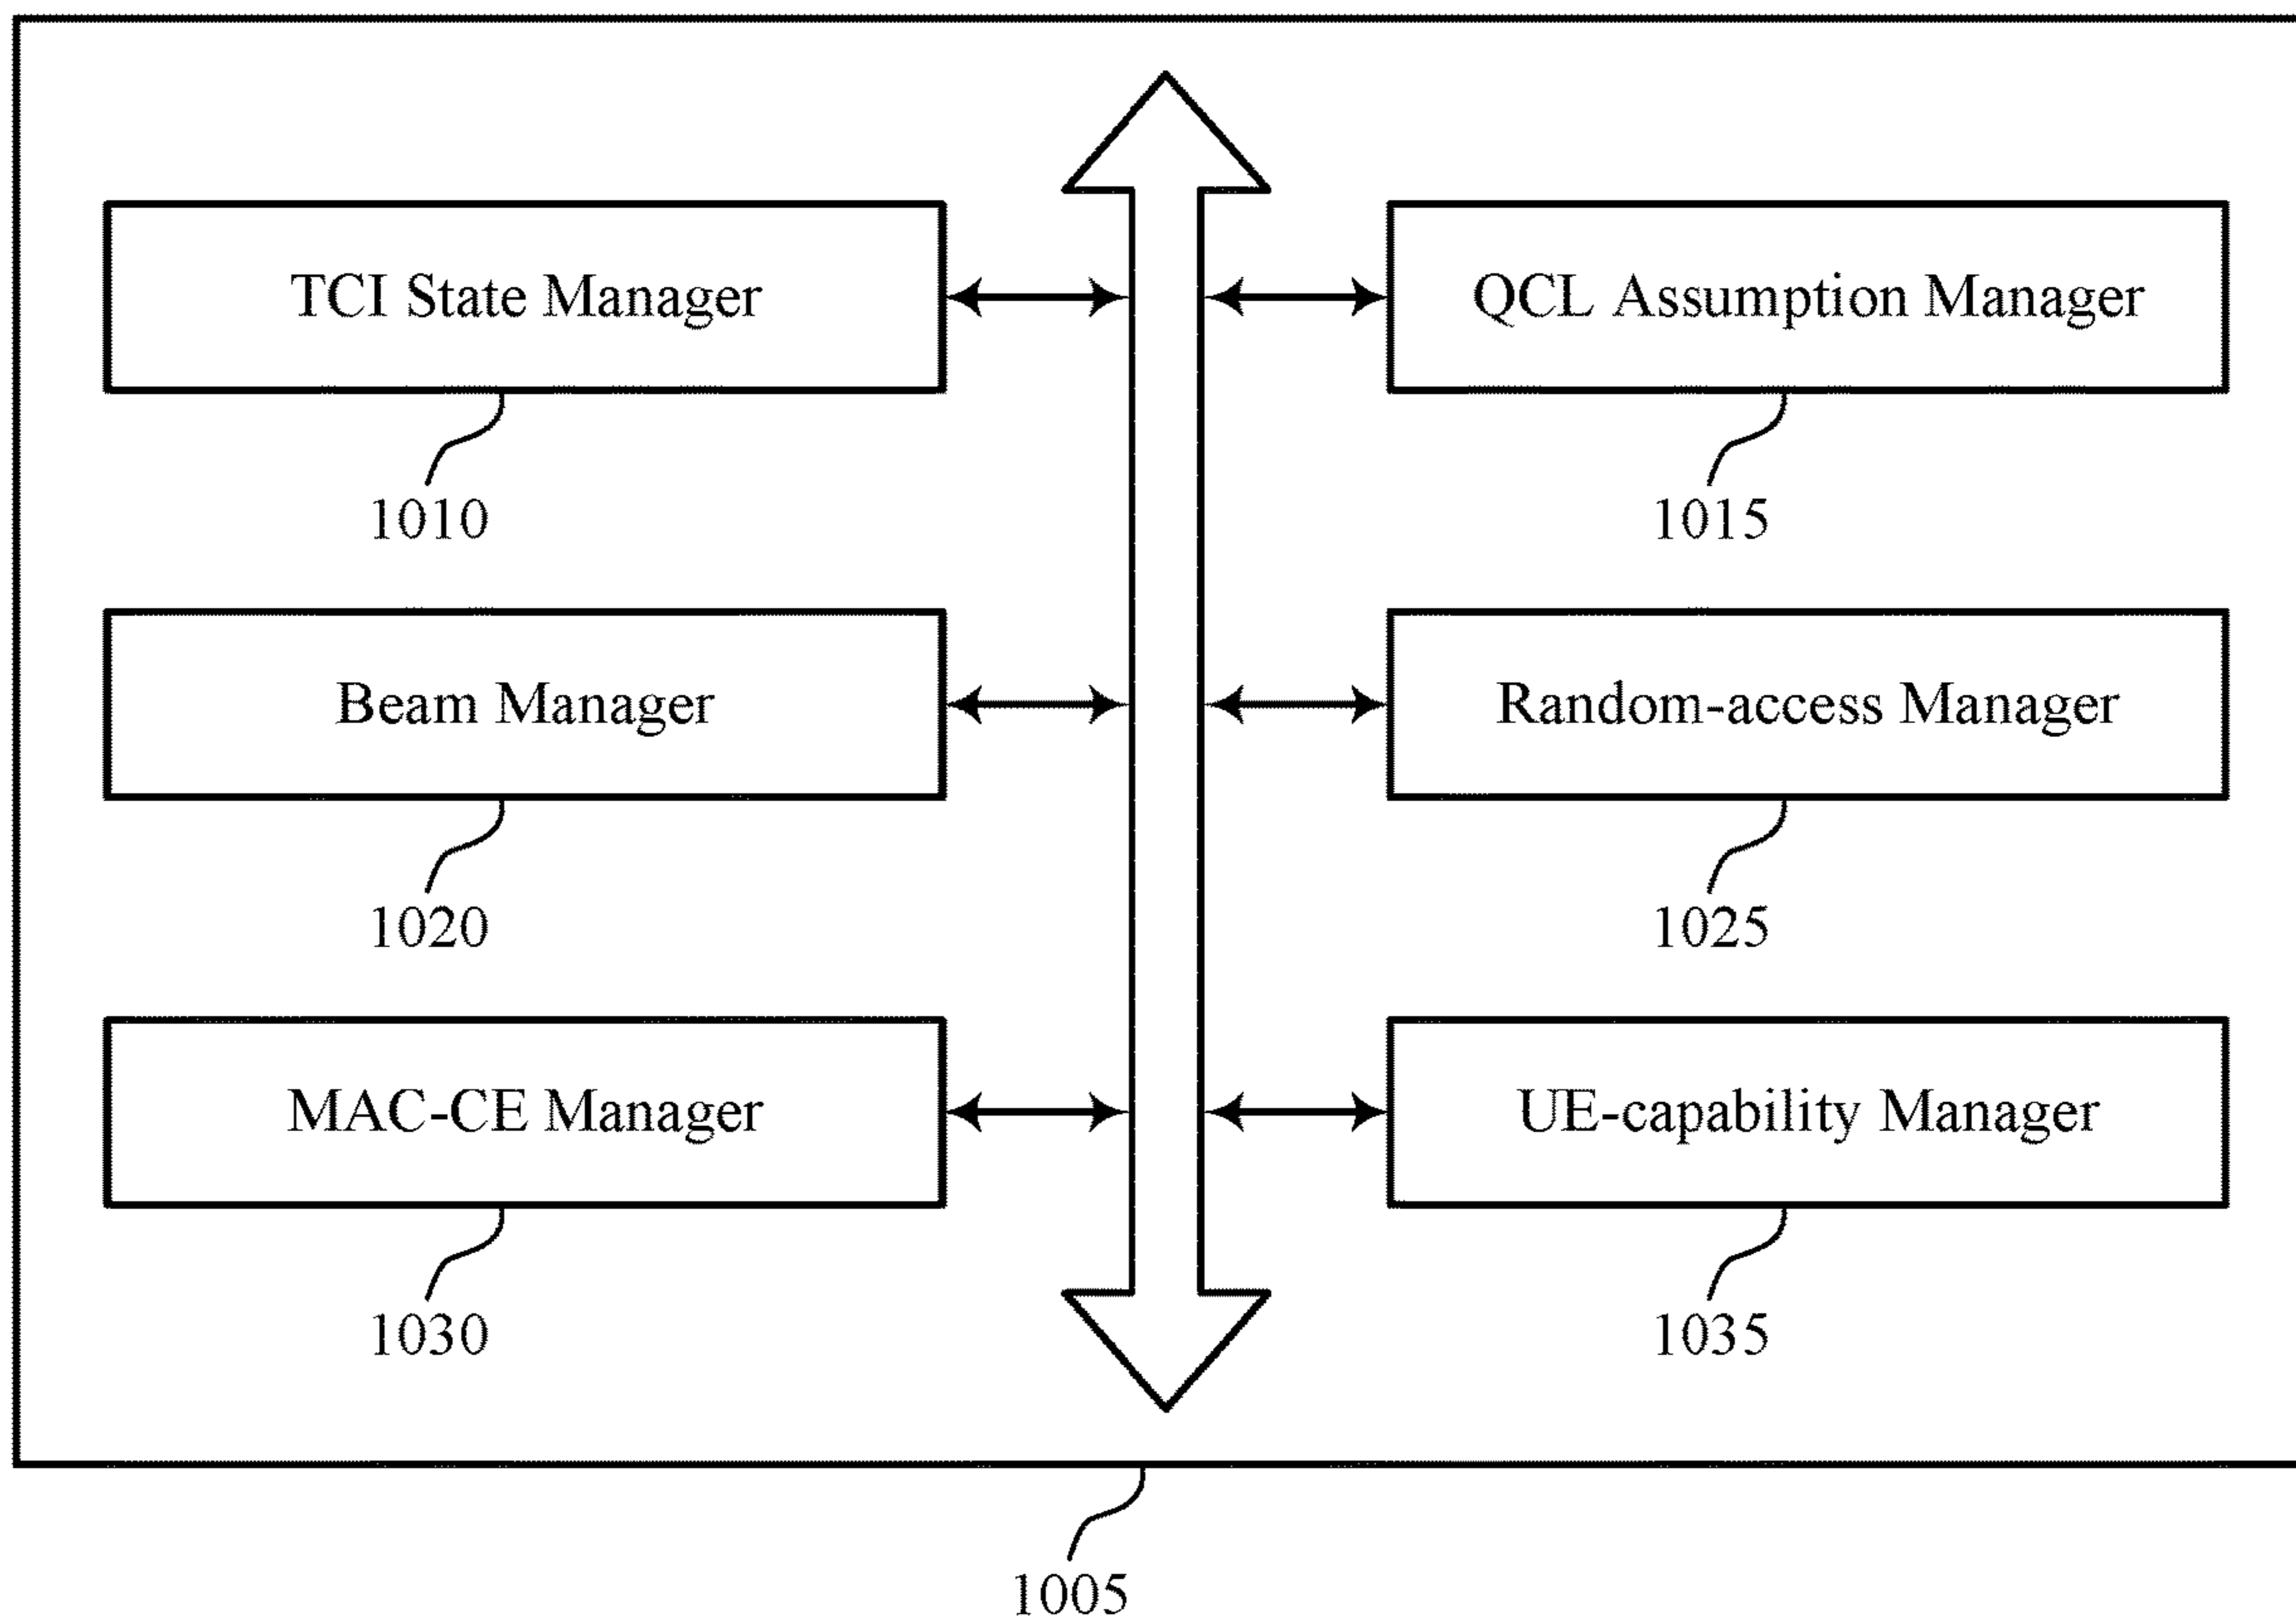 TCI State Manager
QCL Assumption Manager
1010
1015
Beam Manager
Random-access Manager
1020
1025
MAC-CE Manager
UE-capability Manager
1030
1035
1005